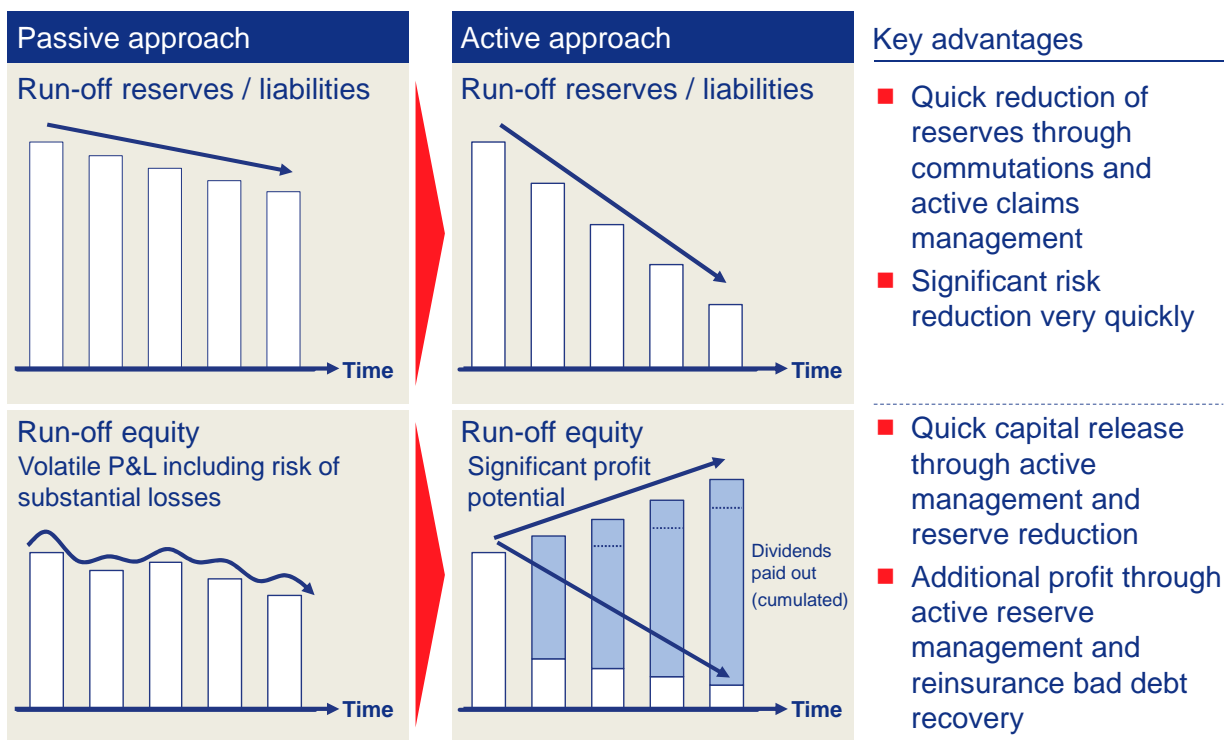 Passive approach
Run-off reserves / liabilities
Time
Run-off equity
Volatile P&L including risk of
substantial losses
Time
Active approach
Run-off reserves / liabilities
Time
Run-off equity
Significant profit
potential
Dividends
paid out
(cumulated)
Time
Key advantages
Quick reduction of
reserves through
commutations and
active claims
management
Significant risk
reduction very quickly
Quick capital release
through active
management and
reserve reduction
Additional profit through
active reserve
management and
reinsurance bad debt
recovery